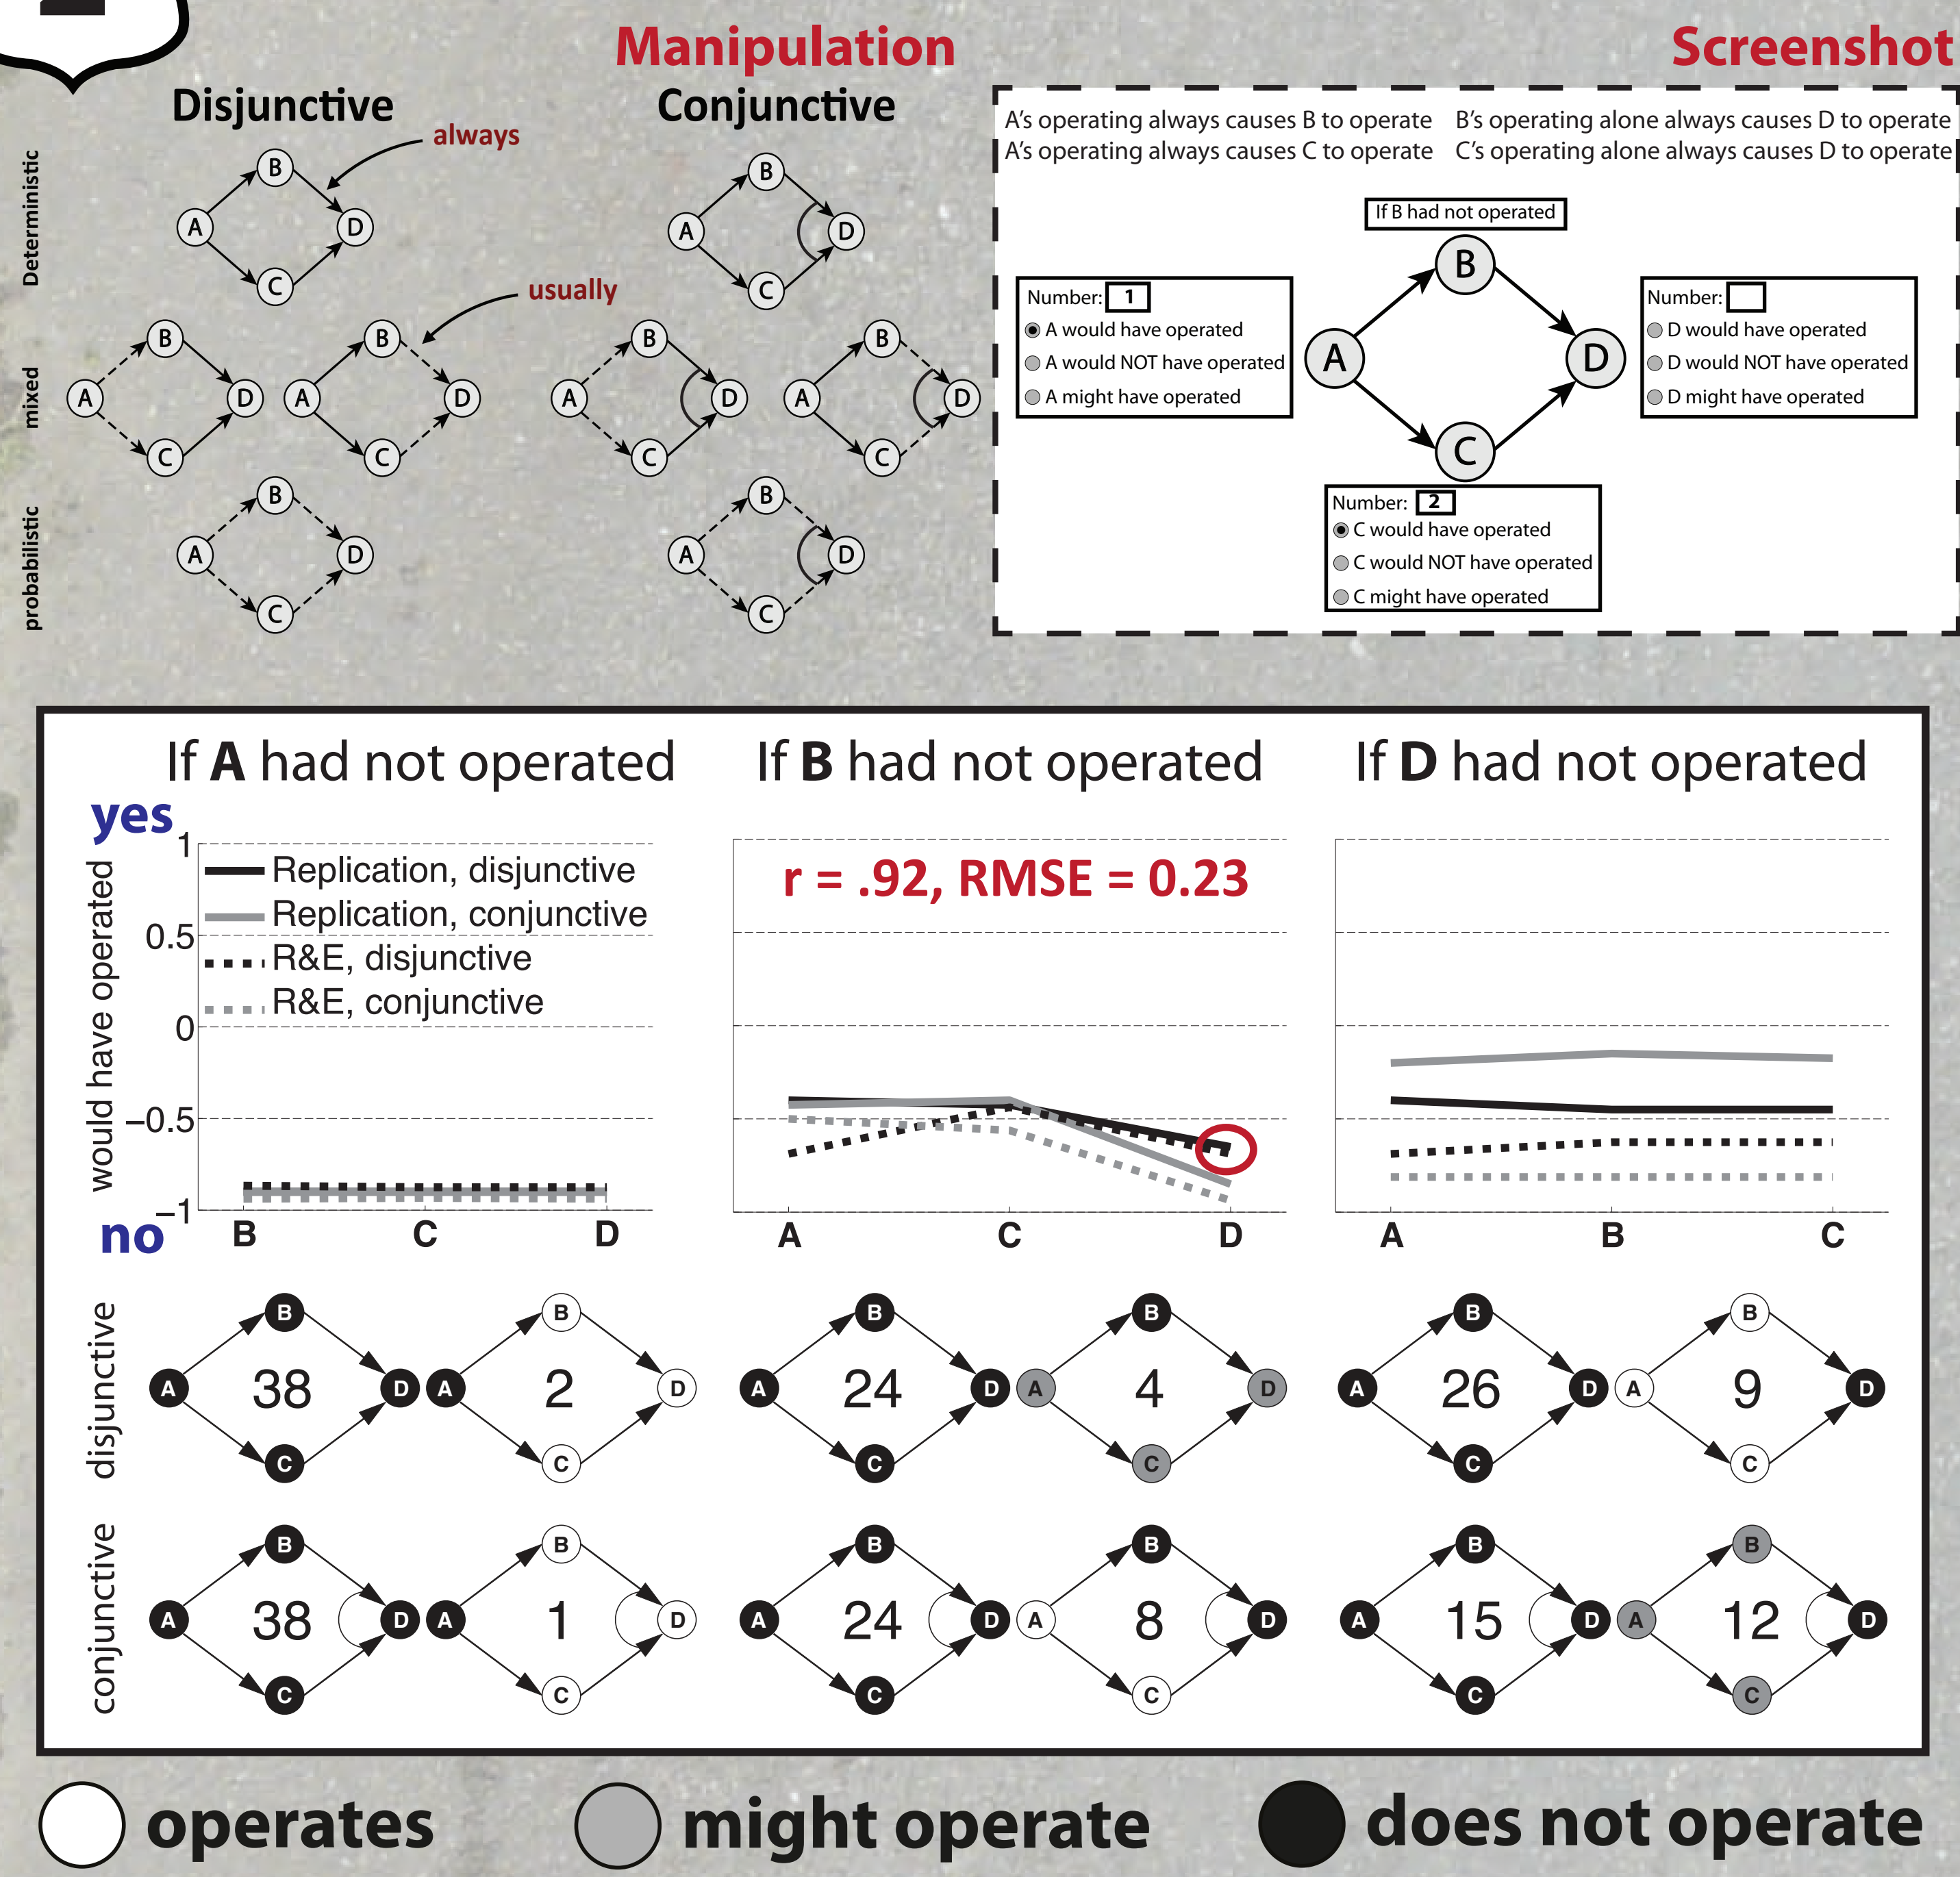 Manipulation
Screenshot
Disjunctive
Conjunctive
Deterministic
mixed
probabilistic
always
usually
B
A
D
C
B
A
D
C
B
A
D
C
B
A
D
C
B
A
D
C
B
A
D
C
B
A
D
C
B
A
D
C
A's operating always causes B to operate
B's operating alone always causes D to operate
A's operating always causes C to operate
C's operating alone always causes D to operate
If B had not operated
B
A
D
C
Number: 1
A would have operated
A would NOT have operated
A might have operated
Number:
D would have operated
D would NOT have operated
D might have operated
Number: 2
C would have operated
C would NOT have operated
C might have operated
If A had not operated
If B had not operated
If D had not operated
yes
would have operated
no
1
0.5
0
−0.5
−1
Replication, disjunctive
Replication, conjunctive
R&E, disjunctive
R&E, conjunctive
r = .92, RMSE = 0.23
B C D
A C D
A B C
disjunctive
B
A 38 D
C
B
A 2 D
C
B
A 24 D
C
B
A 4 D
C
B
A 26 D
C
B
A 9 D
C
conjunctive
B
A 38 D
C
B
A 1 D
C
B
A 24 D
C
B
A 8 D
C
B
A 15 D
C
B
A 12 D
C
operates
might operate
does not operate